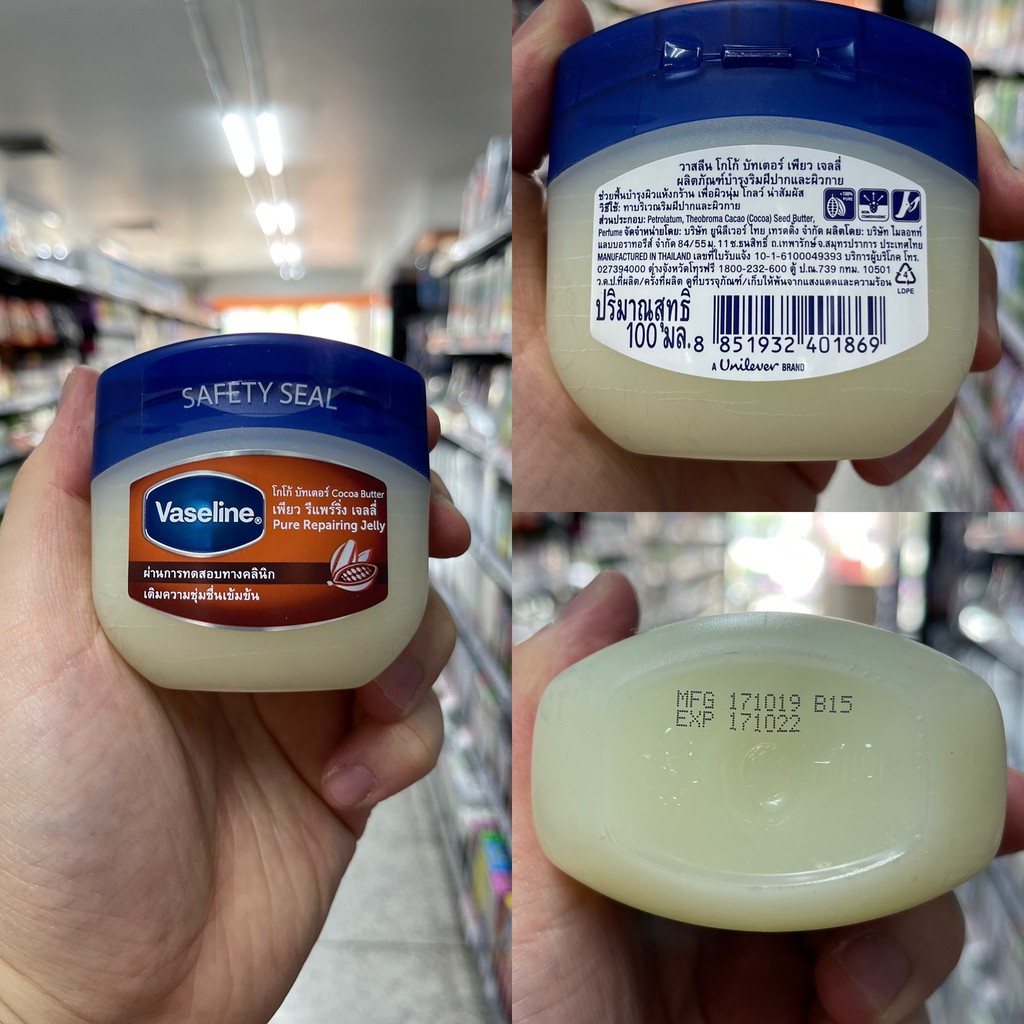 SAFETY SEAL
Vaseline®
โกโก้ บัทเตอร์ Cocoa Butter
เพียว รีแพร์ริ่ง เจลลี่
Pure Repairing Jelly
ผ่านการทดสอบทางคลินิก
เติมความชุ่มชื่นเข้มข้น
วาสลีน โกโก้ บัทเตอร์ เพียว เจลลี่
ผลิตภัณฑ์บำรุงริมฝีปากและผิวกาย
ช่วยฟื้นบำรุงผิวแห้งกร้าน เพื่อผิวนุ่ม โกลว์ น่าสัมผัส
วิธีใช้: ทาบริเวณริมฝีปากและผิวกาย
ส่วนประกอบ: Petrolatum, Theobroma Cacao (Cocoa) Seed Butter,
Perfume จัดจำหน่ายโดย: บริษัท ยูนิลีเวอร์ ไทย เทรดดิ้ง จำกัด ผลิตโดย: บริษัท ไมลอทท์
แลบบอราทอรีส์ จำกัด 84/55 ม. 11 ซ.ธนสิทธิ์ ถ.เทพารักษ์ จ.สมุทรปราการ ประเทศไทย
MANUFACTURED IN THAILAND เลขที่ใบรับแจ้ง 10-1-6100049393 บริการผู้บริโภค โทร.
027394000 ต่างจังหวัดโทรฟรี 1800-232-600 ตู้ ปณ.739 กทม. 10501
ว.ด.ป.ที่ผลิต/ครั้งที่ผลิต ดูที่บรรจุภัณฑ์/เก็บให้พ้นจากแสงแดดและความร้อน
100% PURE
NON COMEDOGENIC
4
LDPE
ปริมาณสุทธิ
100 มล.
8 851932 401869
A Unilever BRAND
MFG 171019 B15
EXP 171022